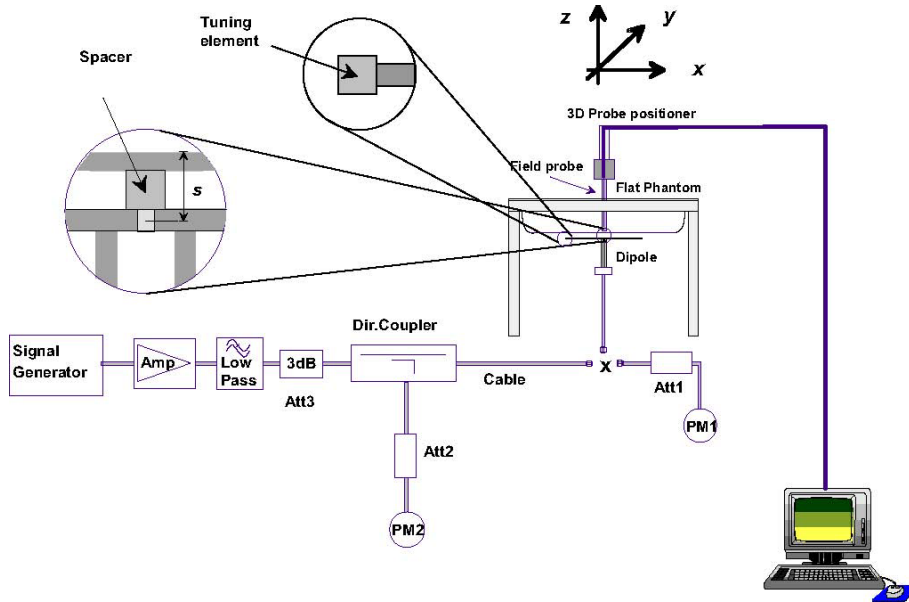 Tuning
element
z
y
x
Spacer
3D Probe positioner
s
Field probe
Flat Phantom
Dipole
Dir.Coupler
Signal
Generator
Amp
Low
Pass
3dB
Att3
Cable
x
Att1
PM1
Att2
PM2